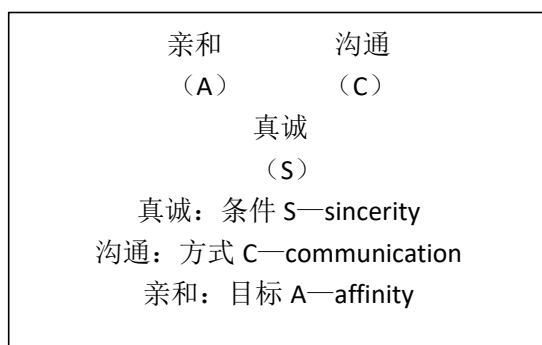 亲和 沟通
（A） （C）
真诚
（S）
真诚：条件 S—sincerity
沟通：方式 C—communication
亲和：目标 A—affinity